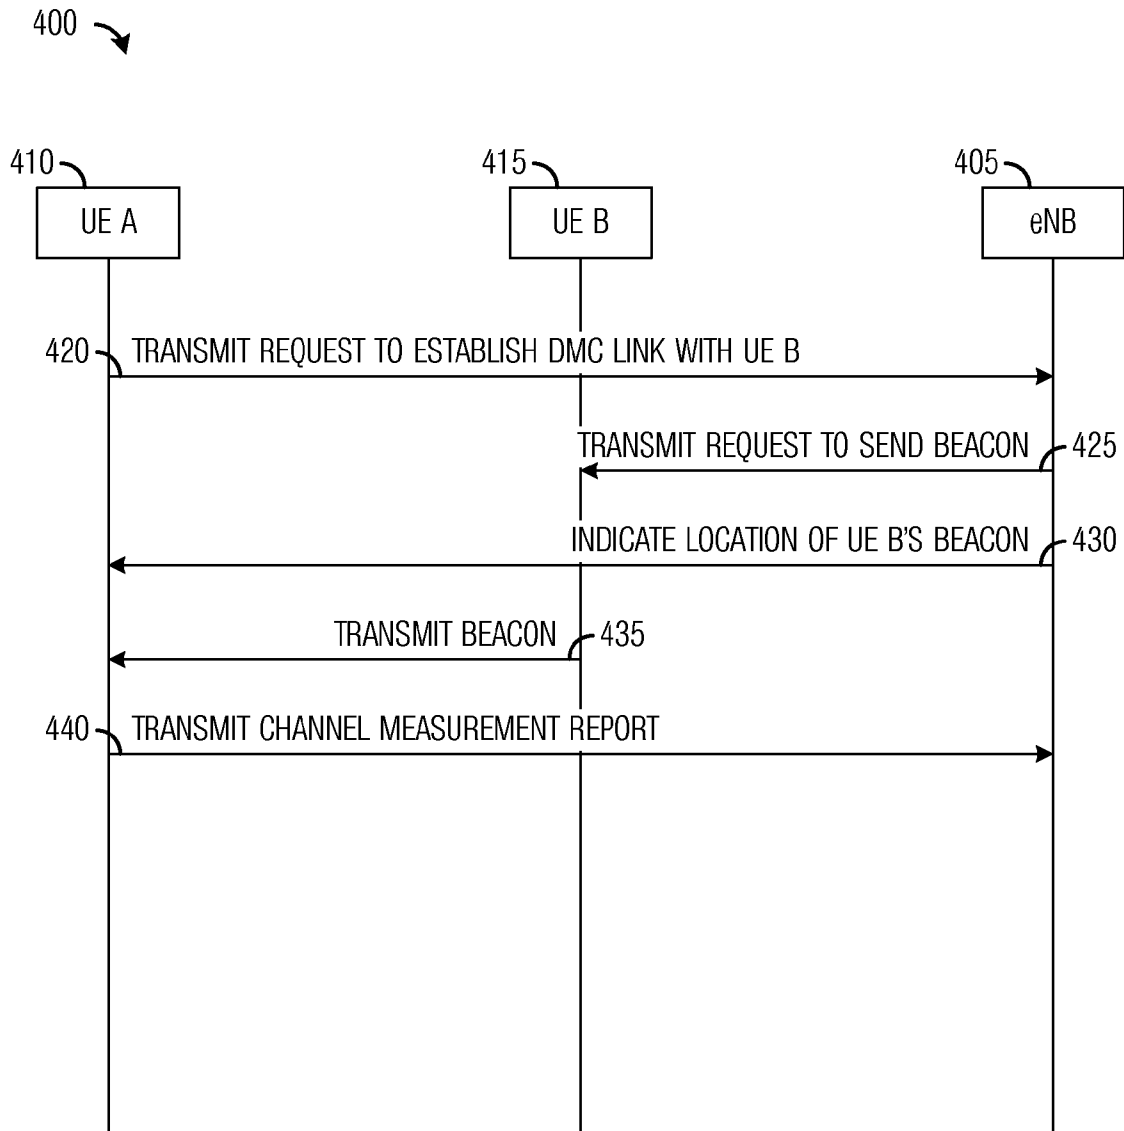 400
410
415
405
UE A
UE B
eNB
420
TRANSMIT REQUEST TO ESTABLISH DMC LINK WITH UE B
TRANSMIT REQUEST TO SEND BEACON
425
INDICATE LOCATION OF UE B'S BEACON
430
TRANSMIT BEACON
435
440
TRANSMIT CHANNEL MEASUREMENT REPORT